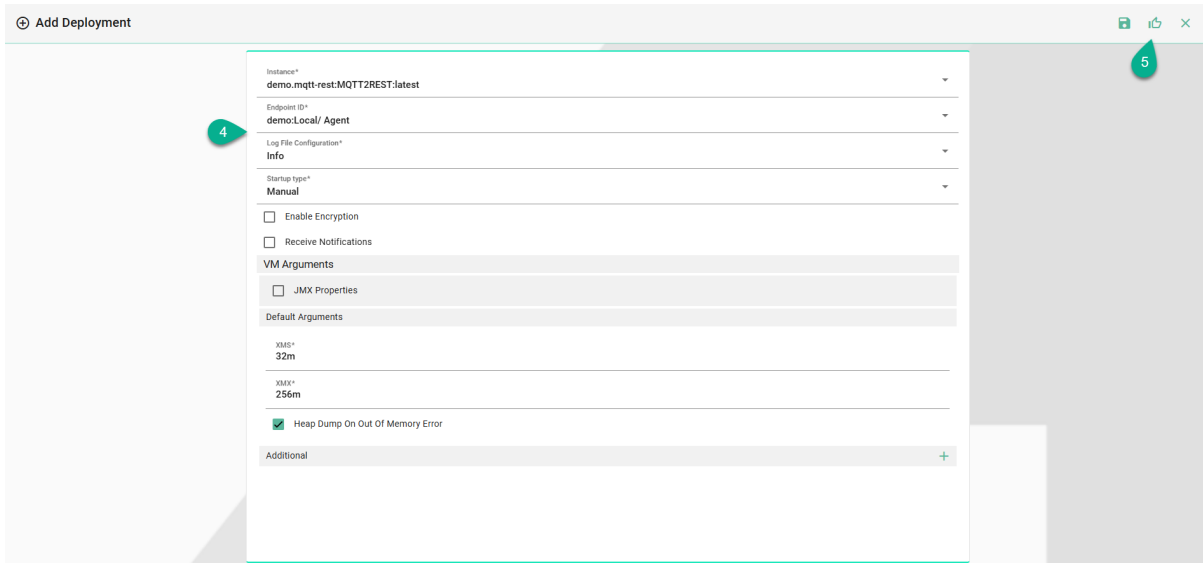 Add Deployment
5
Instance*
demo.mqtt-rest:MQTT2REST:latest
Endpoint ID*
demo:Local/ Agent
4
Log File Configuration*
Info
Startup type*
Manual
Enable Encryption
Receive Notifications
VM Arguments
JMX Properties
Default Arguments
XMS*
32m
XMX*
256m
Heap Dump On Out Of Memory Error
Additional